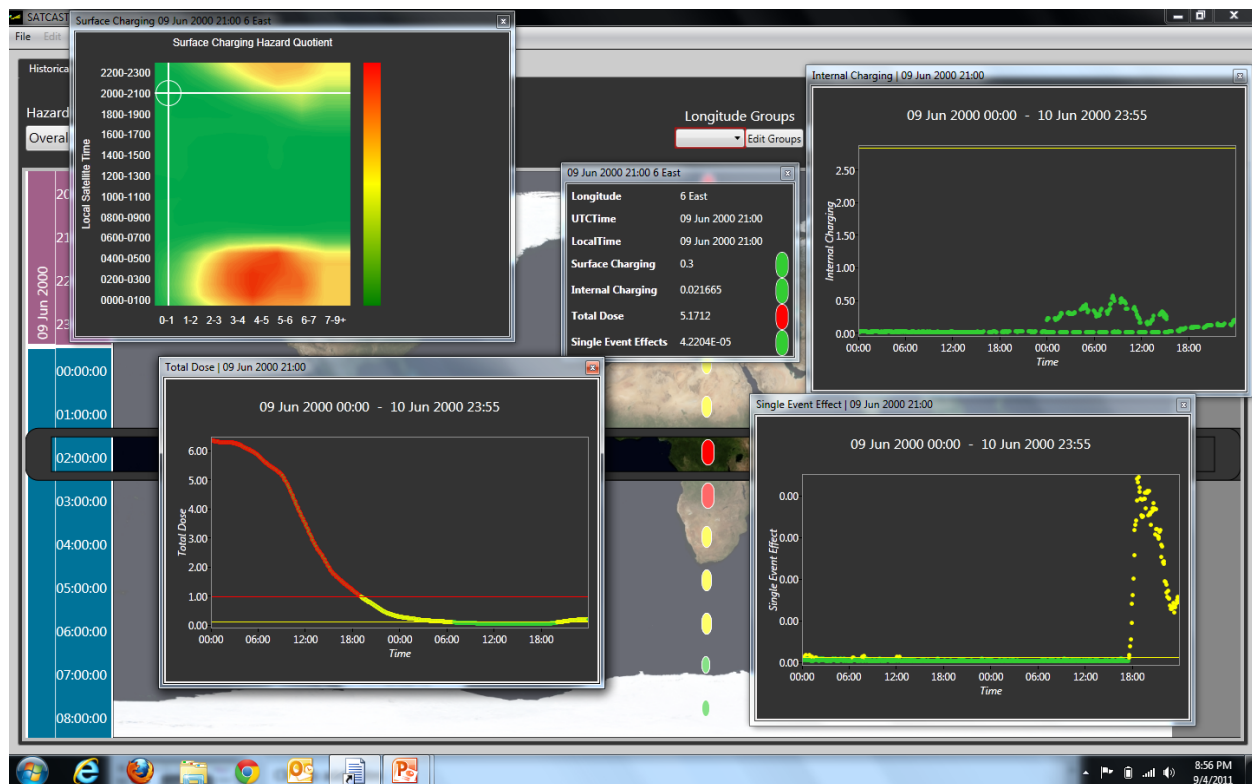 SATCAST
File Edit
Historica
Hazard
Overal
Longitude Groups
Edit Groups
Surface Charging 09 Jun 2000 21:00 6 East
Surface Charging Hazard Quotient
Local Satellite Time
2200-2300
2000-2100
1800-1900
1600-1700
1400-1500
1200-1300
1000-1100
0800-0900
0600-0700
0400-0500
0200-0300
0000-0100
0-1 1-2 2-3 3-4 4-5 5-6 6-7 7-9+
09 Jun 2000 21:00 6 East
Longitude 6 East
UTCTime 09 Jun 2000 21:00
LocalTime 09 Jun 2000 21:00
Surface Charging 0.3
Internal Charging 0.021665
Total Dose 5.1712
Single Event Effects 4.2204E-05
Internal Charging | 09 Jun 2000 21:00
09 Jun 2000 00:00 - 10 Jun 2000 23:55
Internal Charging
2.50
2.00
1.50
1.00
0.50
0.00
00:00 06:00 12:00 18:00 00:00 06:00 12:00 18:00
Time
09 Jun 2000
20
21
22
23
00:00:00
01:00:00
02:00:00
03:00:00
04:00:00
05:00:00
06:00:00
07:00:00
08:00:00
Total Dose | 09 Jun 2000 21:00
09 Jun 2000 00:00 - 10 Jun 2000 23:55
Total Dose
6.00
5.00
4.00
3.00
2.00
1.00
0.00
00:00 06:00 12:00 18:00 00:00 06:00 12:00 18:00
Time
Single Event Effect | 09 Jun 2000 21:00
09 Jun 2000 00:00 - 10 Jun 2000 23:55
Single Event Effect
0.00
0.00
0.00
0.00
0.00
00:00 06:00 12:00 18:00 00:00 06:00 12:00 18:00
Time
8:56 PM
9/4/2011